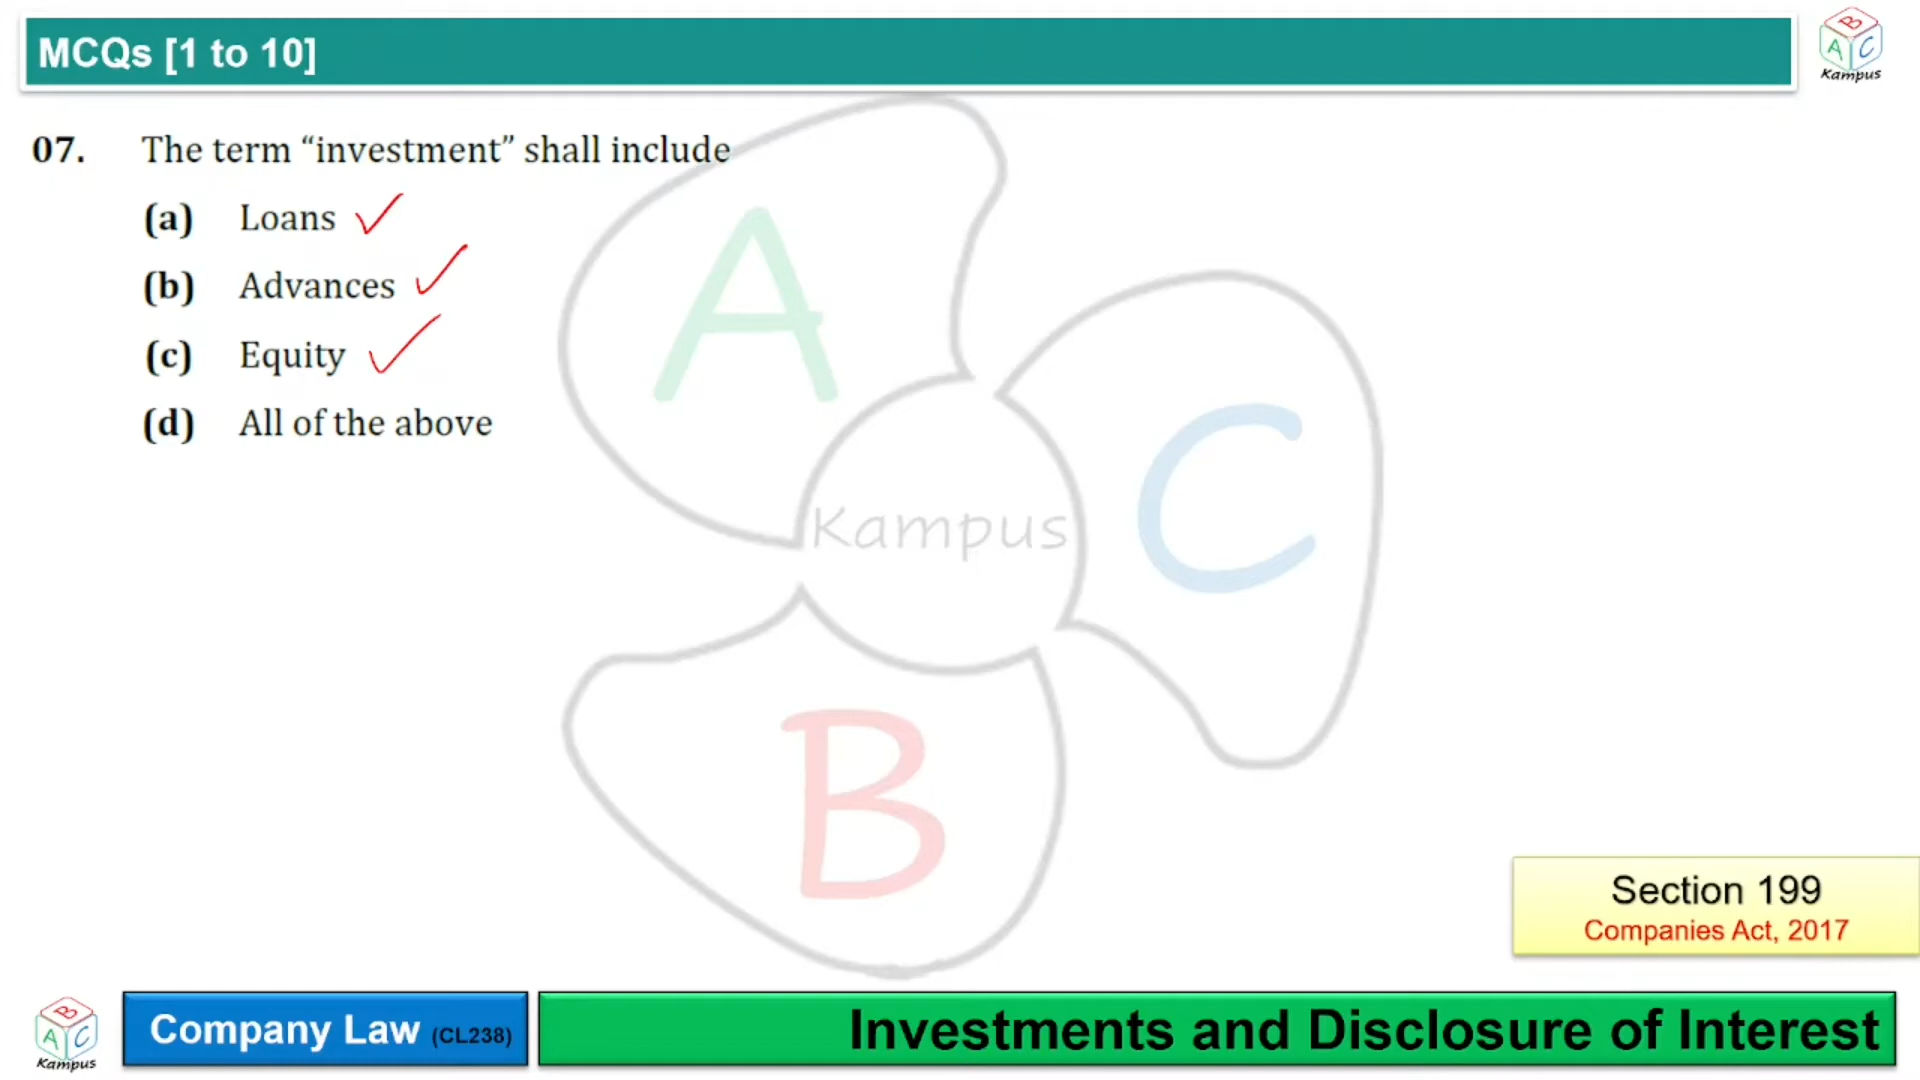 MCQs [1 to 10]
B
A C
Kampus
07. The term “investment” shall include
(a) Loans
(b) Advances
(c) Equity
(d) All of the above
A
C
Kampus
B
Section 199
Companies Act, 2017
B
A C
Kampus
Company Law (CL238)
Investments and Disclosure of Interest